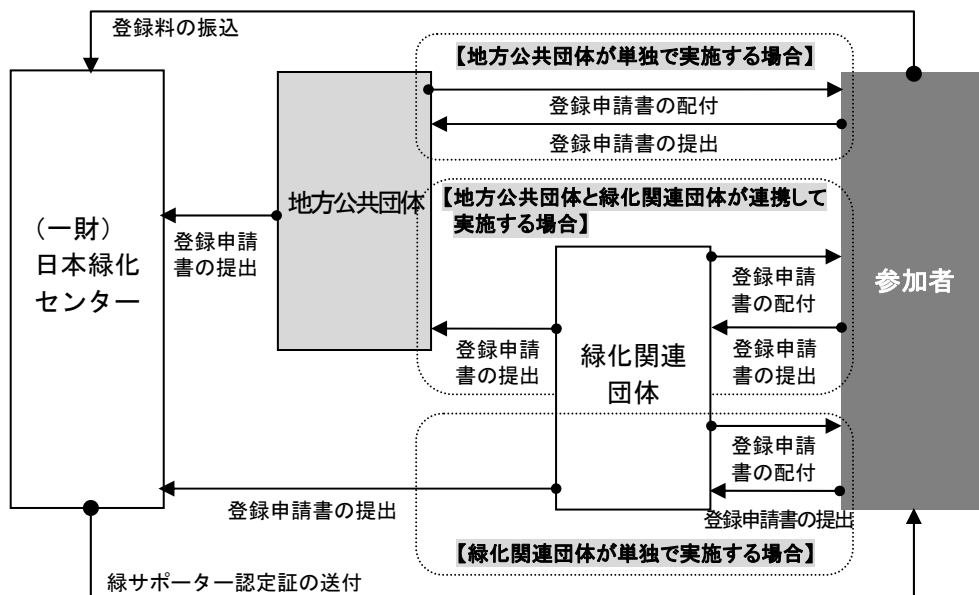 登録料の振込
【地方公共団体が単独で実施する場合】
登録申請書の配付
登録申請書の提出
地方公共団体
【地方公共団体と緑化関連団体が連携して
実施する場合】
(一財)
日本緑化
センター
登録申請
書の提出
登録申請
書の配付
参加者
登録申請
書の提出
緑化関連
団体
登録申請
書の提出
登録申請
書の配付
登録申請書の提出
登録申請書の提出
【緑化関連団体が単独で実施する場合】
緑サポーター認定証の送付